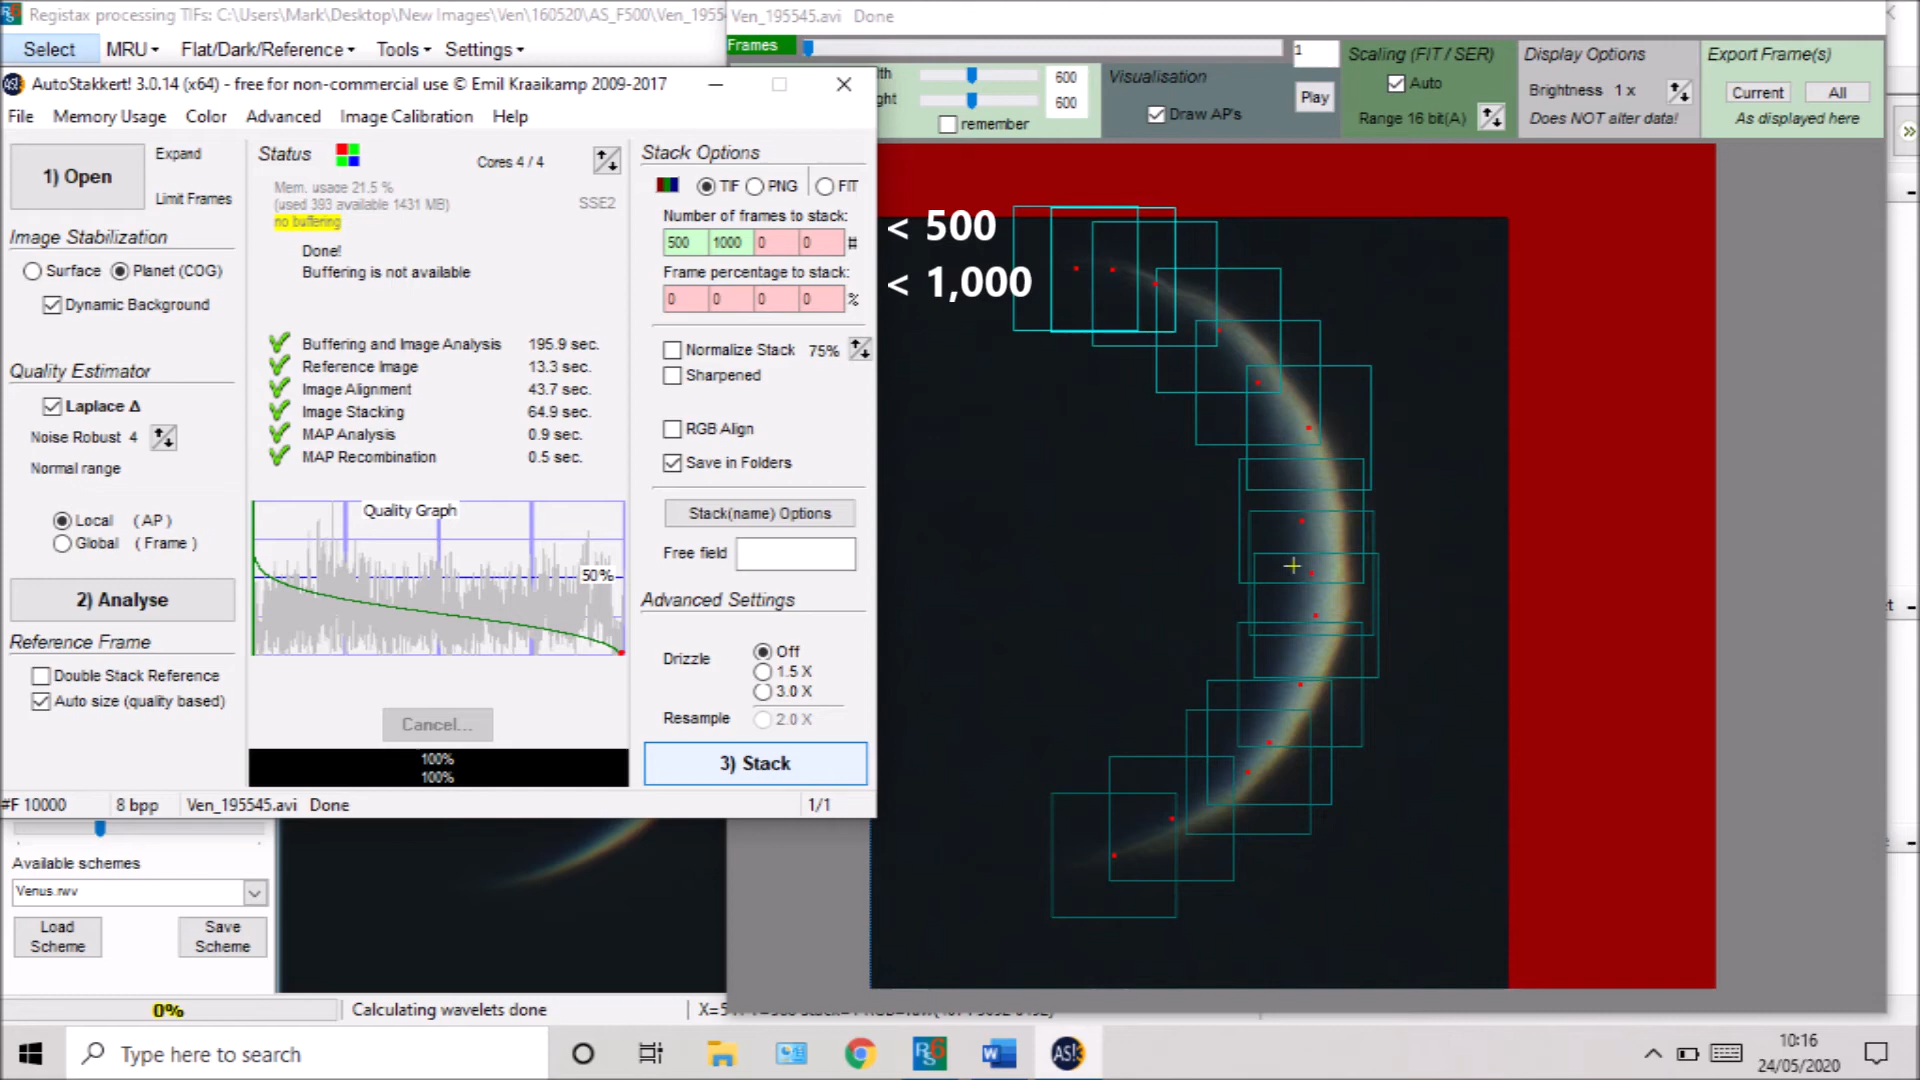 Registax processing TIFs: C:\Users\Mark\Desktop\New Images\Ven\160520\AS_F500\Ven_1955
Select MRU Flat/Dark/Reference Tools Settings
Ven_195545.avi Done
Frames
1
600
600
remember
Visualisation
Draw AP's
Play
Scaling (FIT / SER)
Auto
Range 16 bit(A)
Display Options
Brightness 1 x
Does NOT alter data!
Export Frame(s)
Current All
As displayed here
AutoStakkert! 3.0.14 (x64) - free for non-commercial use © Emil Kraaikamp 2009-2017
File Memory Usage Color Advanced Image Calibration Help
1) Open
Expand
Limit Frames
Image Stabilization
Surface Planet (COG)
Dynamic Background
Quality Estimator
Laplace Δ
Noise Robust 4
Normal range
Local (AP)
Global (Frame)
2) Analyse
Reference Frame
Double Stack Reference
Auto size (quality based)
Status
Cores 4 / 4
Mem. usage 21.5 %
(used 393 available 1431 MB)
SSE2
no buffering
Done!
Buffering is not available
Buffering and Image Analysis 195.9 sec.
Reference Image 13.3 sec.
Image Alignment 43.7 sec.
Image Stacking 64.9 sec.
MAP Analysis 0.9 sec.
MAP Recombination 0.5 sec.
Quality Graph
50%
Cancel...
100%
100%
Stack Options
TIF PNG FIT
Number of frames to stack:
500 1000 0 0 #
Frame percentage to stack:
0 0 0 0 %
Normalize Stack 75%
Sharpened
RGB Align
Save in Folders
Stack(name) Options
Free field
Advanced Settings
Drizzle
Off
1.5 X
3.0 X
Resample 2.0 X
3) Stack
#F 10000 8 bpp Ven_195545.avi Done 1/1
< 500
< 1,000
Available schemes
Venus.rwv
Load Scheme
Save Scheme
0%
Calculating wavelets done
Type here to search
10:16
24/05/2020